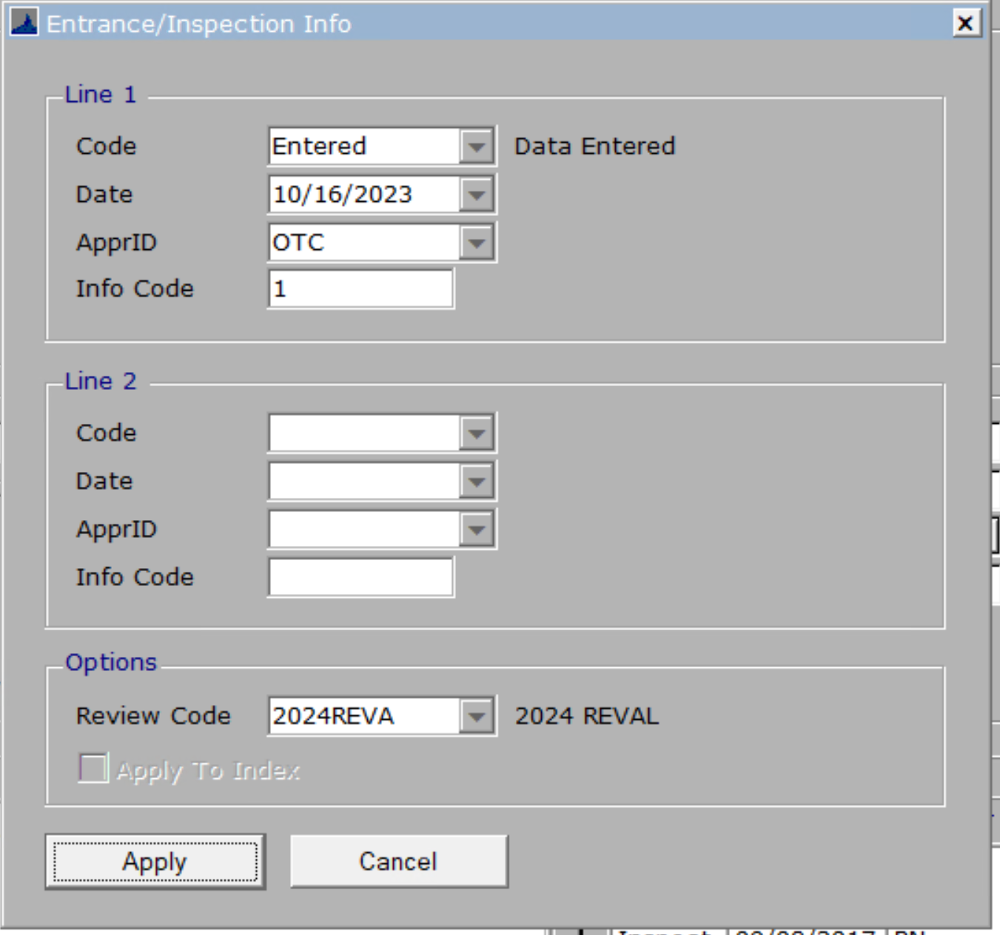 Entrance/Inspection Info
Line 1
Code Entered Data Entered
Date 10/16/2023
ApprID OTC
Info Code 1
Line 2
Code
Date
ApprID
Info Code
Options
Review Code 2024REVA 2024 REVAL
Apply To Index
Apply Cancel